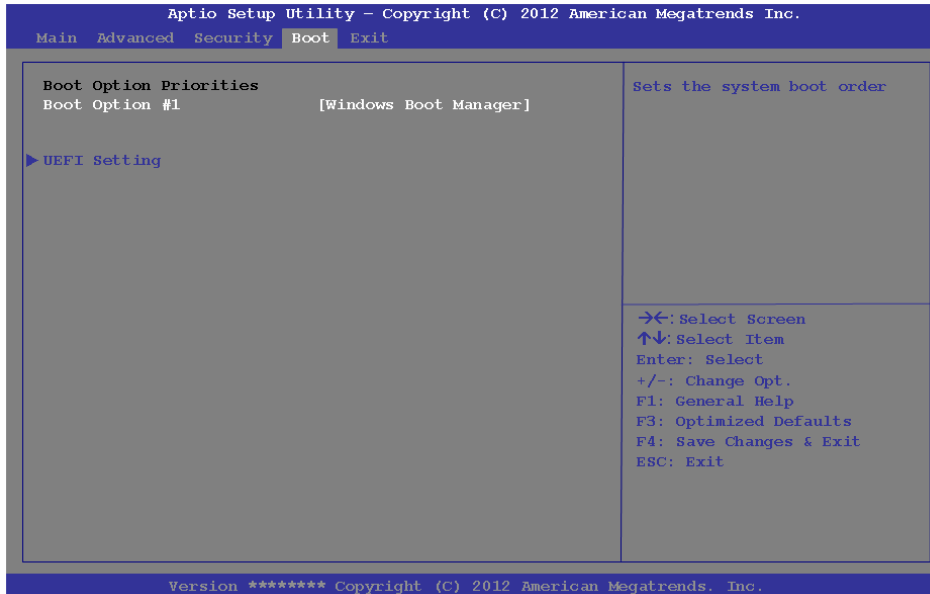 Aptio Setup Utility – Copyright (C) 2012 American Megatrends Inc.
Main Advanced Security Boot Exit
Boot Option Priorities
Boot Option #1 [Windows Boot Manager]
▶ UEFI Setting
Sets the system boot order
→←: Select Screen
↑↓: Select Item
Enter: Select
+/-: Change Opt.
F1: General Help
F3: Optimized Defaults
F4: Save Changes & Exit
ESC: Exit
Version ******** Copyright (C) 2012 American Megatrends. Inc.